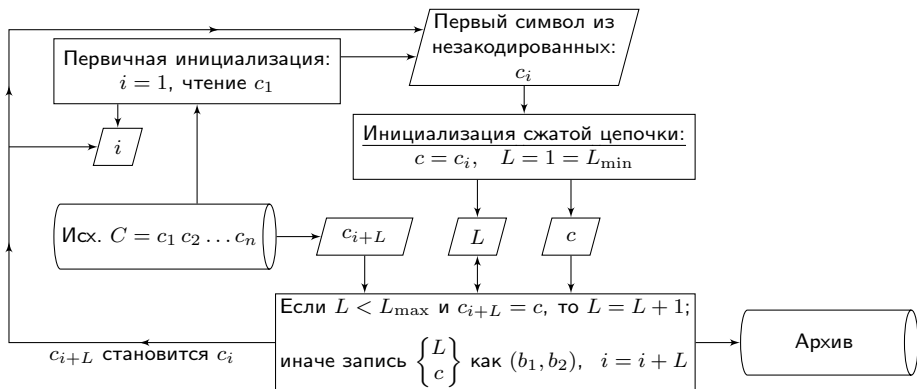 Первый символ из
незакодированных:
c_i
Первичная инициализация:
i = 1, чтение c_1
i
Инициализация сжатой цепочки:
c = c_i, L = 1 = L_min
Исх. C = c_1 c_2 … c_n
c_{i+L}
L
c
Если L < L_max и c_{i+L} = c, то L = L + 1;
иначе запись {L c} как (b_1, b_2), i = i + L
c_{i+L} становится c_i
Архив